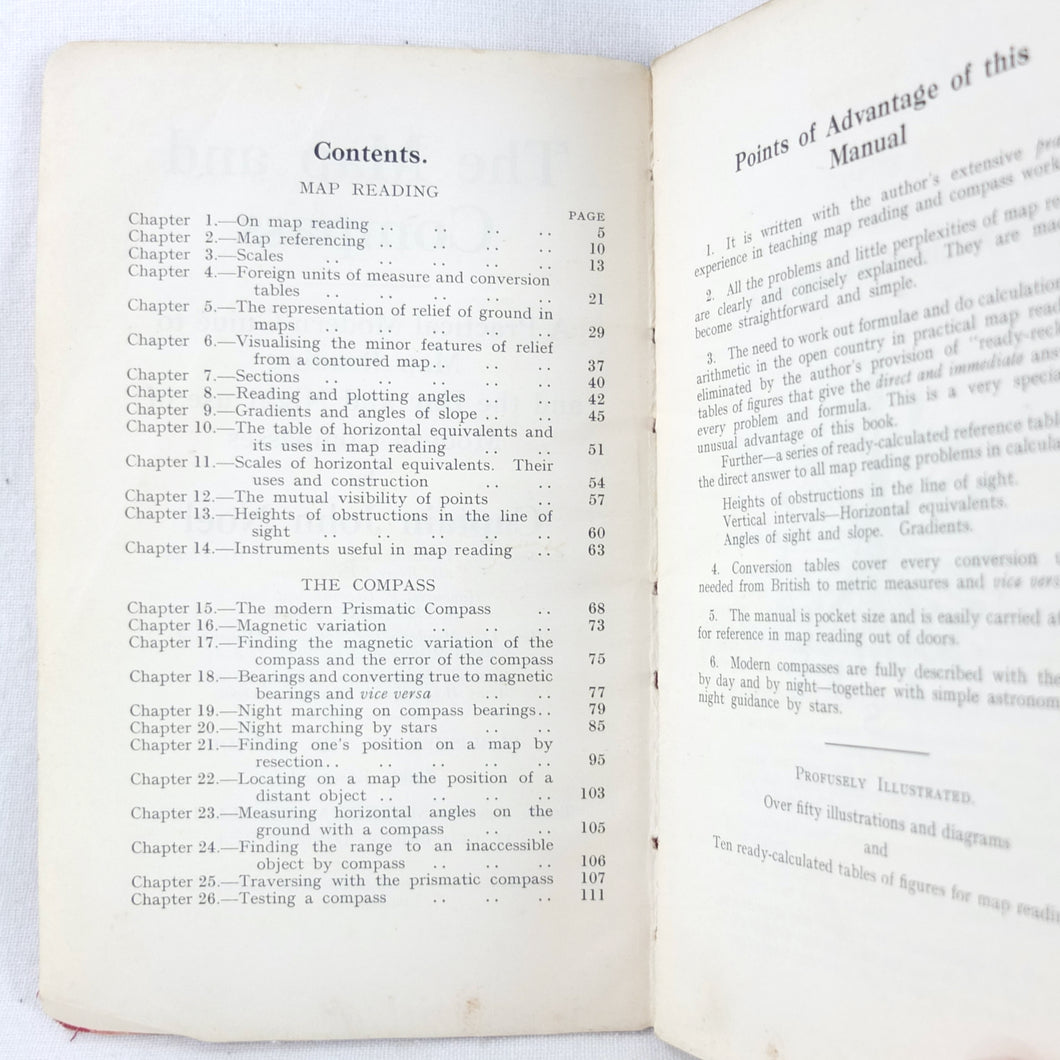 Contents.
MAP READING
PAGE
Chapter 1.—On map reading .. .. .. .. 5
Chapter 2.—Map referencing .. .. .. .. 10
Chapter 3.—Scales .. .. .. .. .. 13
Chapter 4.—Foreign units of measure and conversion
tables .. .. .. .. .. 21
Chapter 5.—The representation of relief of ground in
maps .. .. .. .. .. 29
Chapter 6.—Visualising the minor features of relief
from a contoured map.. .. .. 37
Chapter 7.—Sections .. .. .. .. .. 40
Chapter 8.—Reading and plotting angles .. .. 42
Chapter 9.—Gradients and angles of slope .. .. 45
Chapter 10.—The table of horizontal equivalents and
its uses in map reading .. .. 51
Chapter 11.—Scales of horizontal equivalents. Their
uses and construction .. .. 54
Chapter 12.—The mutual visibility of points .. 57
Chapter 13.—Heights of obstructions in the line of
sight .. .. .. .. .. 60
Chapter 14.—Instruments useful in map reading .. 63
THE COMPASS
Chapter 15.—The modern Prismatic Compass .. 68
Chapter 16.—Magnetic variation .. .. .. 73
Chapter 17.—Finding the magnetic variation of the
compass and the error of the compass 75
Chapter 18.—Bearings and converting true to magnetic
bearings and vice versa .. .. 77
Chapter 19.—Night marching on compass bearings.. 79
Chapter 20.—Night marching by stars .. .. 85
Chapter 21.—Finding one's position on a map by
resection.. .. .. .. .. 95
Chapter 22.—Locating on a map the position of a
distant object .. .. .. .. 103
Chapter 23.—Measuring horizontal angles on the
ground with a compass .. .. 105
Chapter 24.—Finding the range to an inaccessible
object by compass .. .. .. 106
Chapter 25.—Traversing with the prismatic compass 107
Chapter 26.—Testing a compass .. .. .. 111
Points of Advantage of this
Manual
1. It is written with the author's extensive
experience in teaching map reading and compass work
2. All the problems and little perplexities of map
are clearly and concisely explained. They are
become straightforward and simple.
3. The need to work out formulae and do
arithmetic in the open country in practical map
eliminated by the author's provision of
tables of figures that give the direct and immediate
every problem and formula. This is a very
unusual advantage of this book.
Further—a series of ready-calculated reference
the direct answer to all map reading problems in
Heights of obstructions in the line of sight.
Vertical intervals—Horizontal equivalents.
Angles of sight and slope. Gradients.
4. Conversion tables cover every conversion
needed from British to metric measures and vice
5. The manual is pocket size and is easily carried
for reference in map reading out of doors.
6. Modern compasses are fully described with
by day and by night—together with simple
night guidance by stars.
PROFUSELY ILLUSTRATED.
Over fifty illustrations and diagrams
and
Ten ready-calculated tables of figures for map